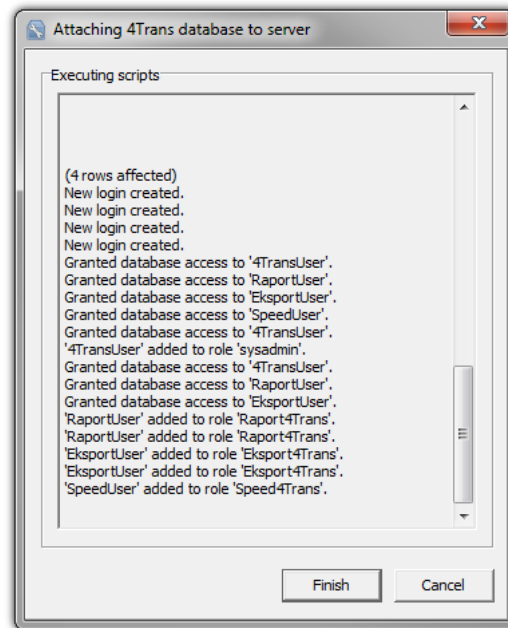 Attaching 4Trans database to server
Executing scripts
(4 rows affected)
New login created.
New login created.
New login created.
New login created.
Granted database access to '4TransUser'.
Granted database access to 'RaportUser'.
Granted database access to 'EksportUser'.
Granted database access to 'SpeedUser'.
Granted database access to '4TransUser'.
'4TransUser' added to role 'sysadmin'.
Granted database access to '4TransUser'.
Granted database access to 'RaportUser'.
Granted database access to 'EksportUser'.
'RaportUser' added to role 'Raport4Trans'.
'RaportUser' added to role 'Raport4Trans'.
'EksportUser' added to role 'Eksport4Trans'.
'EksportUser' added to role 'Eksport4Trans'.
'SpeedUser' added to role 'Speed4Trans'.
Finish
Cancel